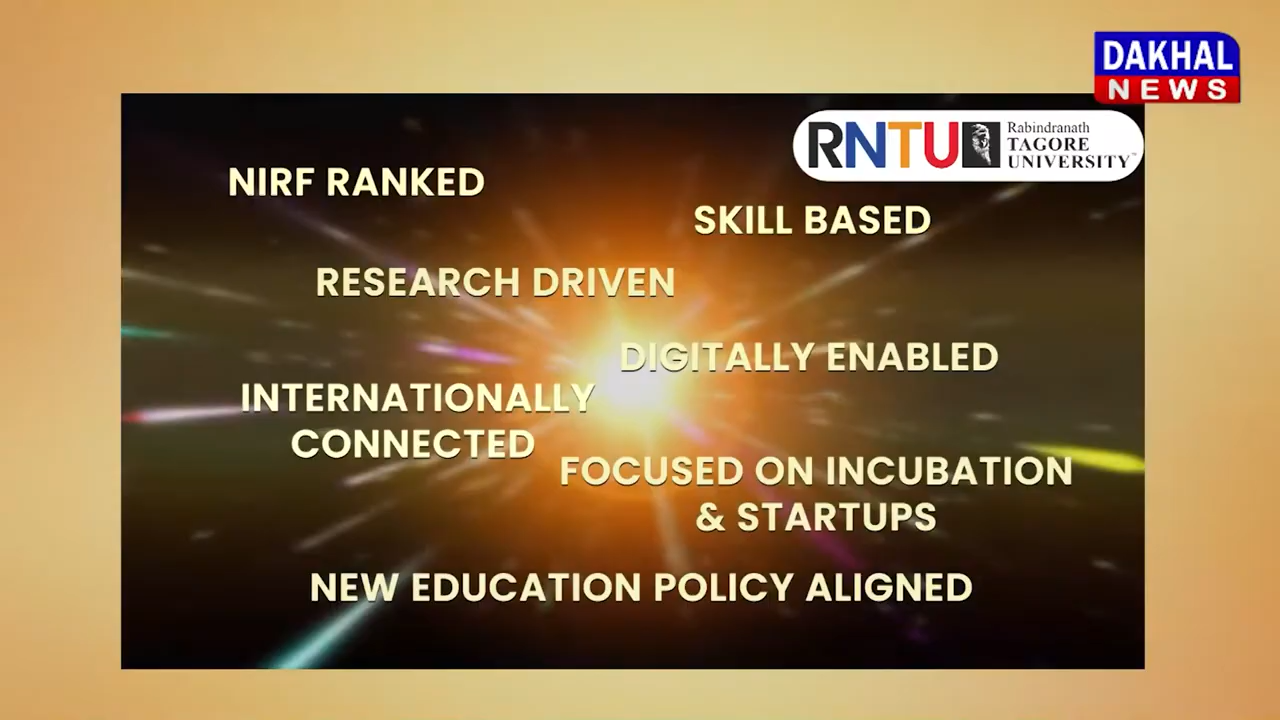 DAKHAL
NEWS
RNTU
Rabindranath
TAGORE
UNIVERSITY
NIRF RANKED
SKILL BASED
RESEARCH DRIVEN
DIGITALLY ENABLED
INTERNATIONALLY
CONNECTED
FOCUSED ON INCUBATION
& STARTUPS
NEW EDUCATION POLICY ALIGNED